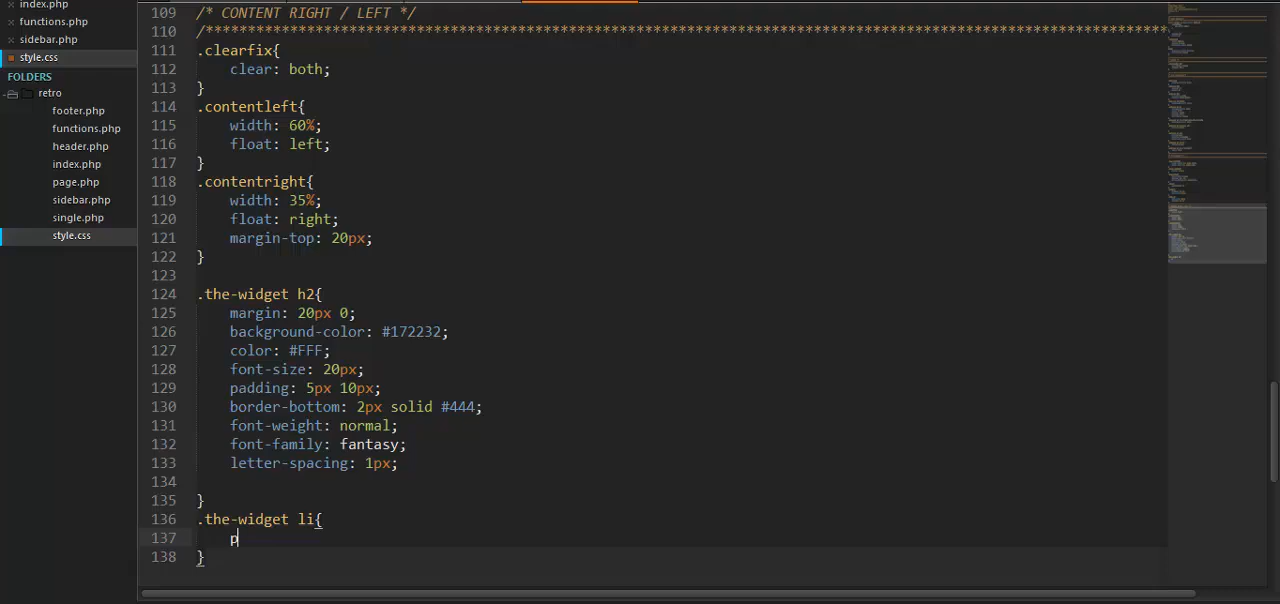 index.php
functions.php
sidebar.php
style.css
FOLDERS
retro
footer.php
functions.php
header.php
index.php
page.php
sidebar.php
single.php
style.css
109 /* CONTENT RIGHT / LEFT */
110
111 .clearfix{
112 clear: both;
113 }
114 .contentleft{
115 width: 60%;
116 float: left;
117 }
118 .contentright{
119 width: 35%;
120 float: right;
121 margin-top: 20px;
122 }
123
124 .the-widget h2{
125 margin: 20px 0;
126 background-color: #172232;
127 color: #FFF;
128 font-size: 20px;
129 padding: 5px 10px;
130 border-bottom: 2px solid #444;
131 font-weight: normal;
132 font-family: fantasy;
133 letter-spacing: 1px;
134
135 }
136 .the-widget li{
137 p
138 }